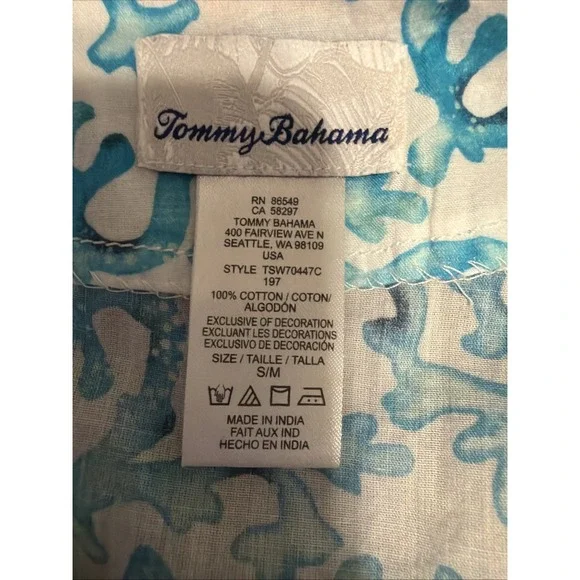 Tommy Bahama
RN 86549
CA 58297
TOMMY BAHAMA
400 FAIRVIEW AVE N
SEATTLE, WA 98109
USA
STYLE TSW70447C
197
100% COTTON / COTON/
ALGODÓN
EXCLUSIVE OF DECORATION
EXCLUANT LES DECORATIONS
EXCLUSIVO DE DECORACIÓN
SIZE / TAILLE / TALLA
S/M
MADE IN INDIA
FAIT AUX IND
HECHO EN INDIA